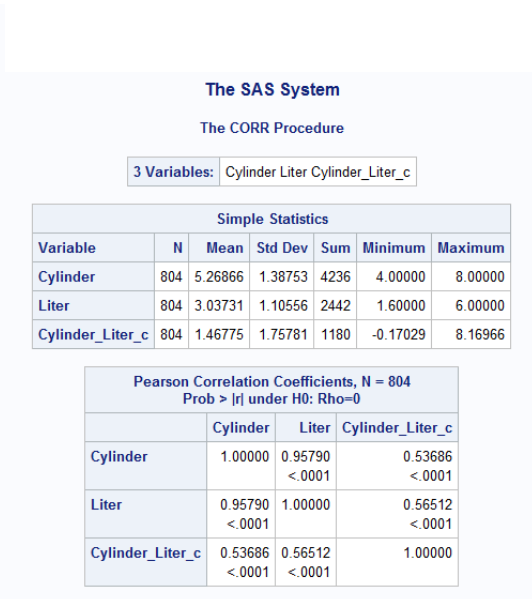 The SAS System
The CORR Procedure
3 Variables: Cylinder Liter Cylinder_Liter_c
Simple Statistics
Variable N Mean Std Dev Sum Minimum Maximum
Cylinder 804 5.26866 1.38753 4236 4.00000 8.00000
Liter 804 3.03731 1.10556 2442 1.60000 6.00000
Cylinder_Liter_c 804 1.46775 1.75781 1180 -0.17029 8.16966
Pearson Correlation Coefficients, N = 804
Prob > |r| under H0: Rho=0
Cylinder Liter Cylinder_Liter_c
Cylinder 1.00000 0.95790 0.53686
<.0001 <.0001
Liter 0.95790 1.00000 0.56512
<.0001 <.0001
Cylinder_Liter_c 0.53686 0.56512 1.00000
<.0001 <.0001